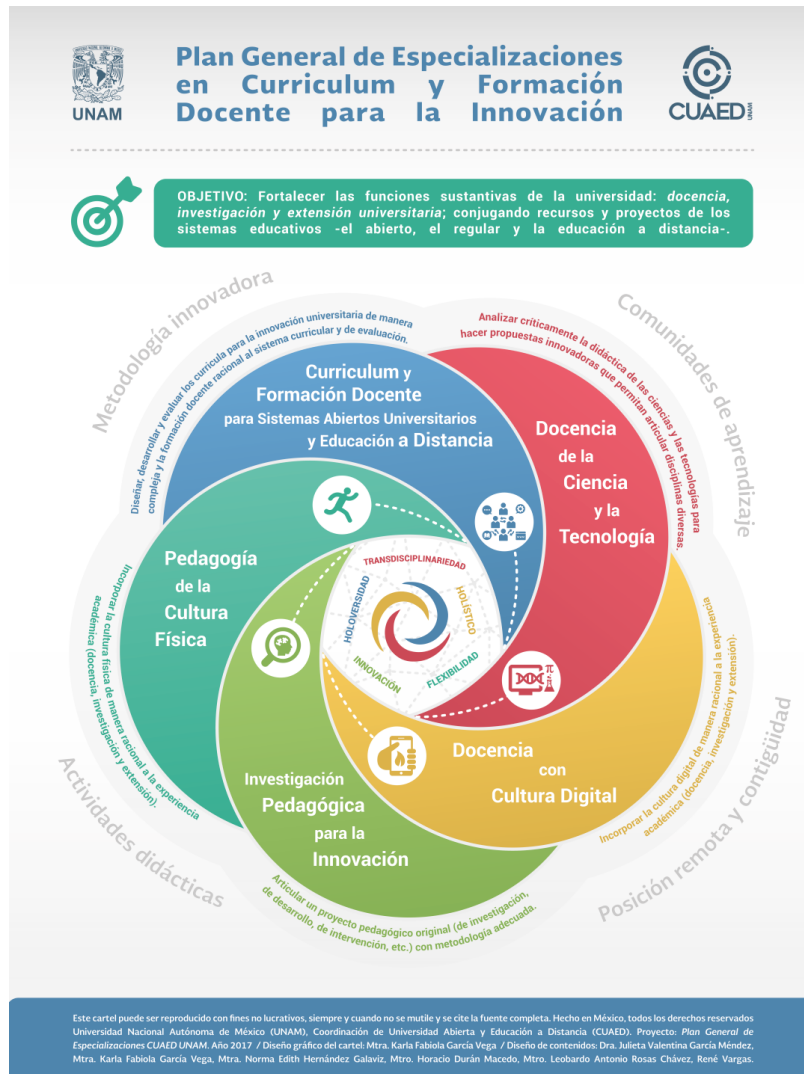 UNAM
Plan General de Especializaciones
en Curriculum y Formación
Docente para la Innovación
CUAED
UNAM
OBJETIVO: Fortalecer las funciones sustantivas de la universidad: docencia,
investigación y extensión universitaria; conjugando recursos y proyectos de los
sistemas educativos -el abierto, el regular y la educación a distancia-.
Metodología innovadora
Comunidades de aprendizaje
Diseñar, desarrollar y evaluar los curricula para la innovación universitaria de manera
compleja y la formación docente racional al sistema curricular y de evaluación.
Analizar críticamente la didáctica de las ciencias y las tecnologías para
hacer propuestas innovadoras que permitan articular disciplinas diversas.
Curriculum y
Formación Docente
para Sistemas Abiertos Universitarios
y Educación a Distancia
Docencia
de la
Ciencia
y la
Tecnología
Pedagogía
de la
Cultura
Física
TRANSDISCIPLINARIEDAD
HOLOVERSIDAD
HOLÍSTICO
INNOVACIÓN
FLEXIBILIDAD
Incorporar la cultura física de manera racional a la experiencia
académica (docencia, investigación y extensión).
Incorporar la cultura digital de manera racional a la experiencia
académica (docencia, investigación y extensión).
Docencia
con
Cultura Digital
Investigación
Pedagógica
para la
Innovación
Actividades didácticas
Posición remota y contigüidad
Articular un proyecto pedagógico original (de investigación,
de desarrollo, de intervención, etc.) con metodología adecuada.
Este cartel puede ser reproducido con fines no lucrativos, siempre y cuando no se mutile y se cite la fuente completa. Hecho en México, todos los derechos reservados
Universidad Nacional Autónoma de México (UNAM), Coordinación de Universidad Abierta y Educación a Distancia (CUAED). Proyecto: Plan General de
Especializaciones CUAED UNAM. Año 2017 / Diseño gráfico del cartel: Mtra. Karla Fabiola García Vega / Diseño de contenidos: Dra. Julieta Valentina García Méndez,
Mtra. Karla Fabiola García Vega, Mtra. Norma Edith Hernández Galaviz, Mtro. Horacio Durán Macedo, Mtro. Leobardo Antonio Rosas Chávez, René Vargas.